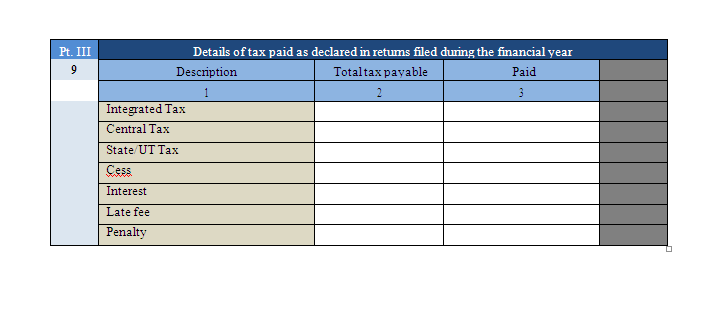 Pt. III Details of tax paid as declared in returns filed during the financial year
9 Description Total tax payable Paid
1 2 3
Integrated Tax
Central Tax
State/UT Tax
Cess
Interest
Late fee
Penalty